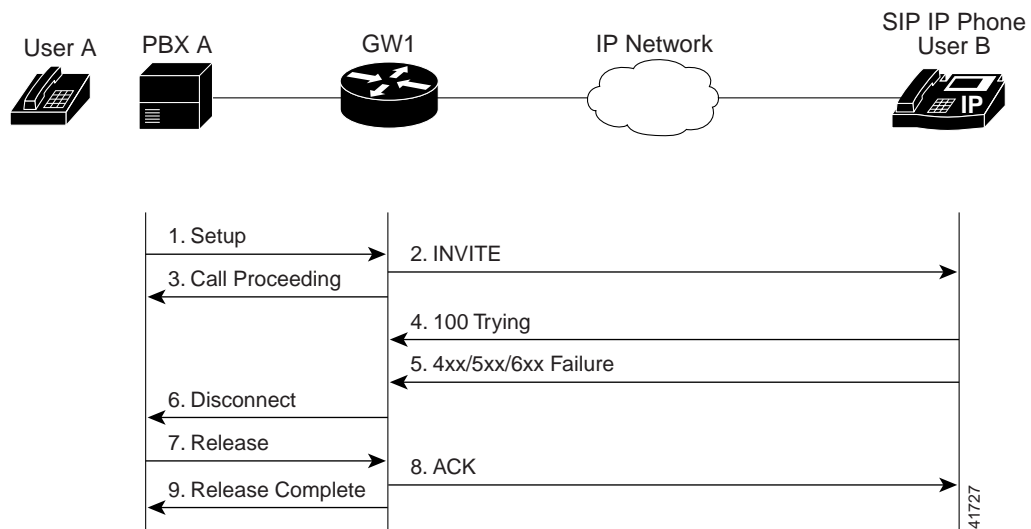 User A
PBX A
GW1
IP Network
SIP IP Phone
User B
IP
1. Setup
2. INVITE
3. Call Proceeding
4. 100 Trying
5. 4xx/5xx/6xx Failure
6. Disconnect
7. Release
8. ACK
9. Release Complete
41727